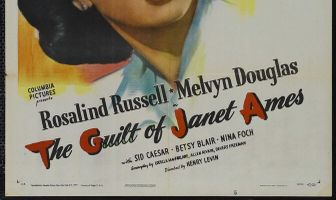 COLUMBIA
PICTURES
presents
Rosalind Russell · Melvyn Douglas
in
The Guilt of Janet Ames
with SID CAESAR · BETSY BLAIR · NINA FOCH
Directed by HENRY LEVIN